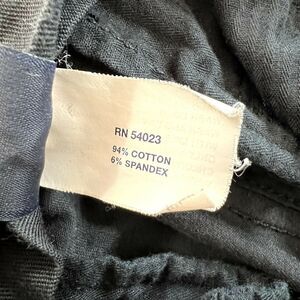 RN 54023
94% COTTON
6% SPANDEX